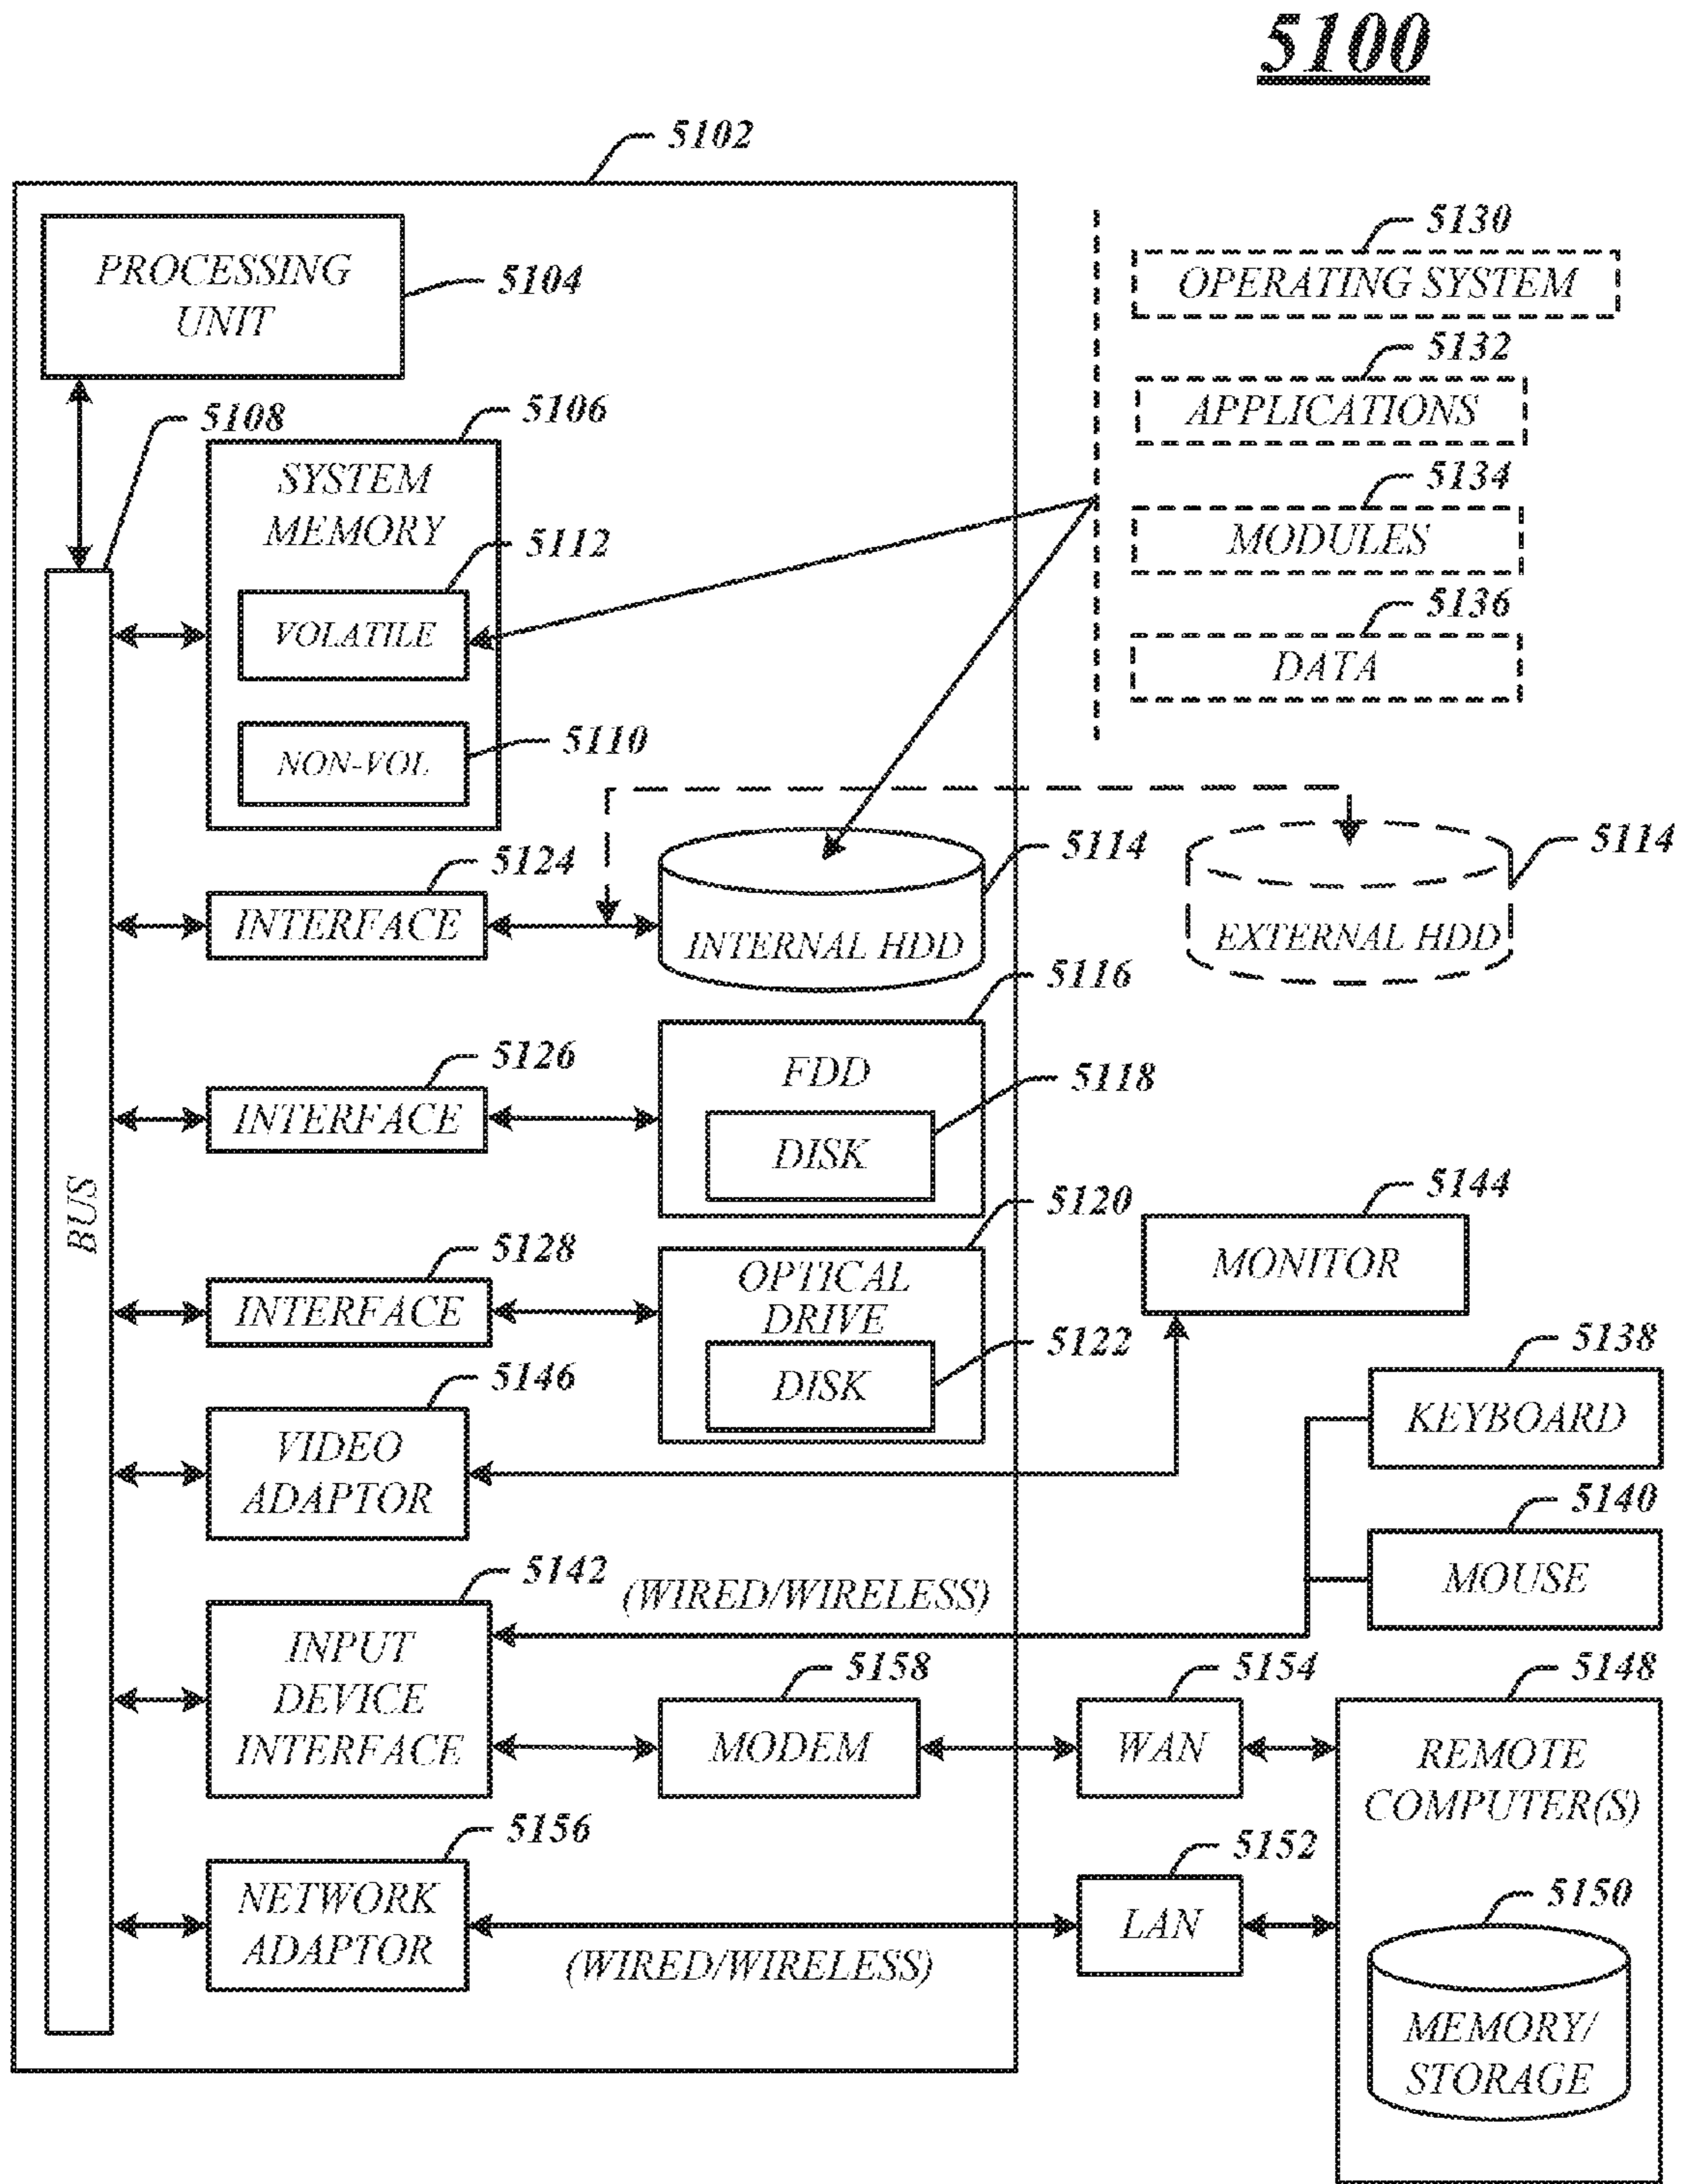 5100
5102
PROCESSING
UNIT
5104
5130
OPERATING SYSTEM
5132
APPLICATIONS
5134
MODULES
5136
DATA
5108
5106
SYSTEM
MEMORY
5112
VOLATILE
5110
NON-VOL
5124
INTERFACE
5114
INTERNAL HDD
5114
EXTERNAL HDD
5116
FDD
5126
INTERFACE
5118
DISK
BUS
5120
OPTICAL
DRIVE
5128
INTERFACE
5122
DISK
5144
MONITOR
5138
KEYBOARD
5146
VIDEO
ADAPTOR
5140
MOUSE
5142
(WIRED/WIRELESS)
INPUT
DEVICE
INTERFACE
5158
MODEM
5154
WAN
5148
REMOTE
COMPUTER(S)
5156
NETWORK
ADAPTOR
(WIRED/WIRELESS)
5152
LAN
5150
MEMORY/
STORAGE